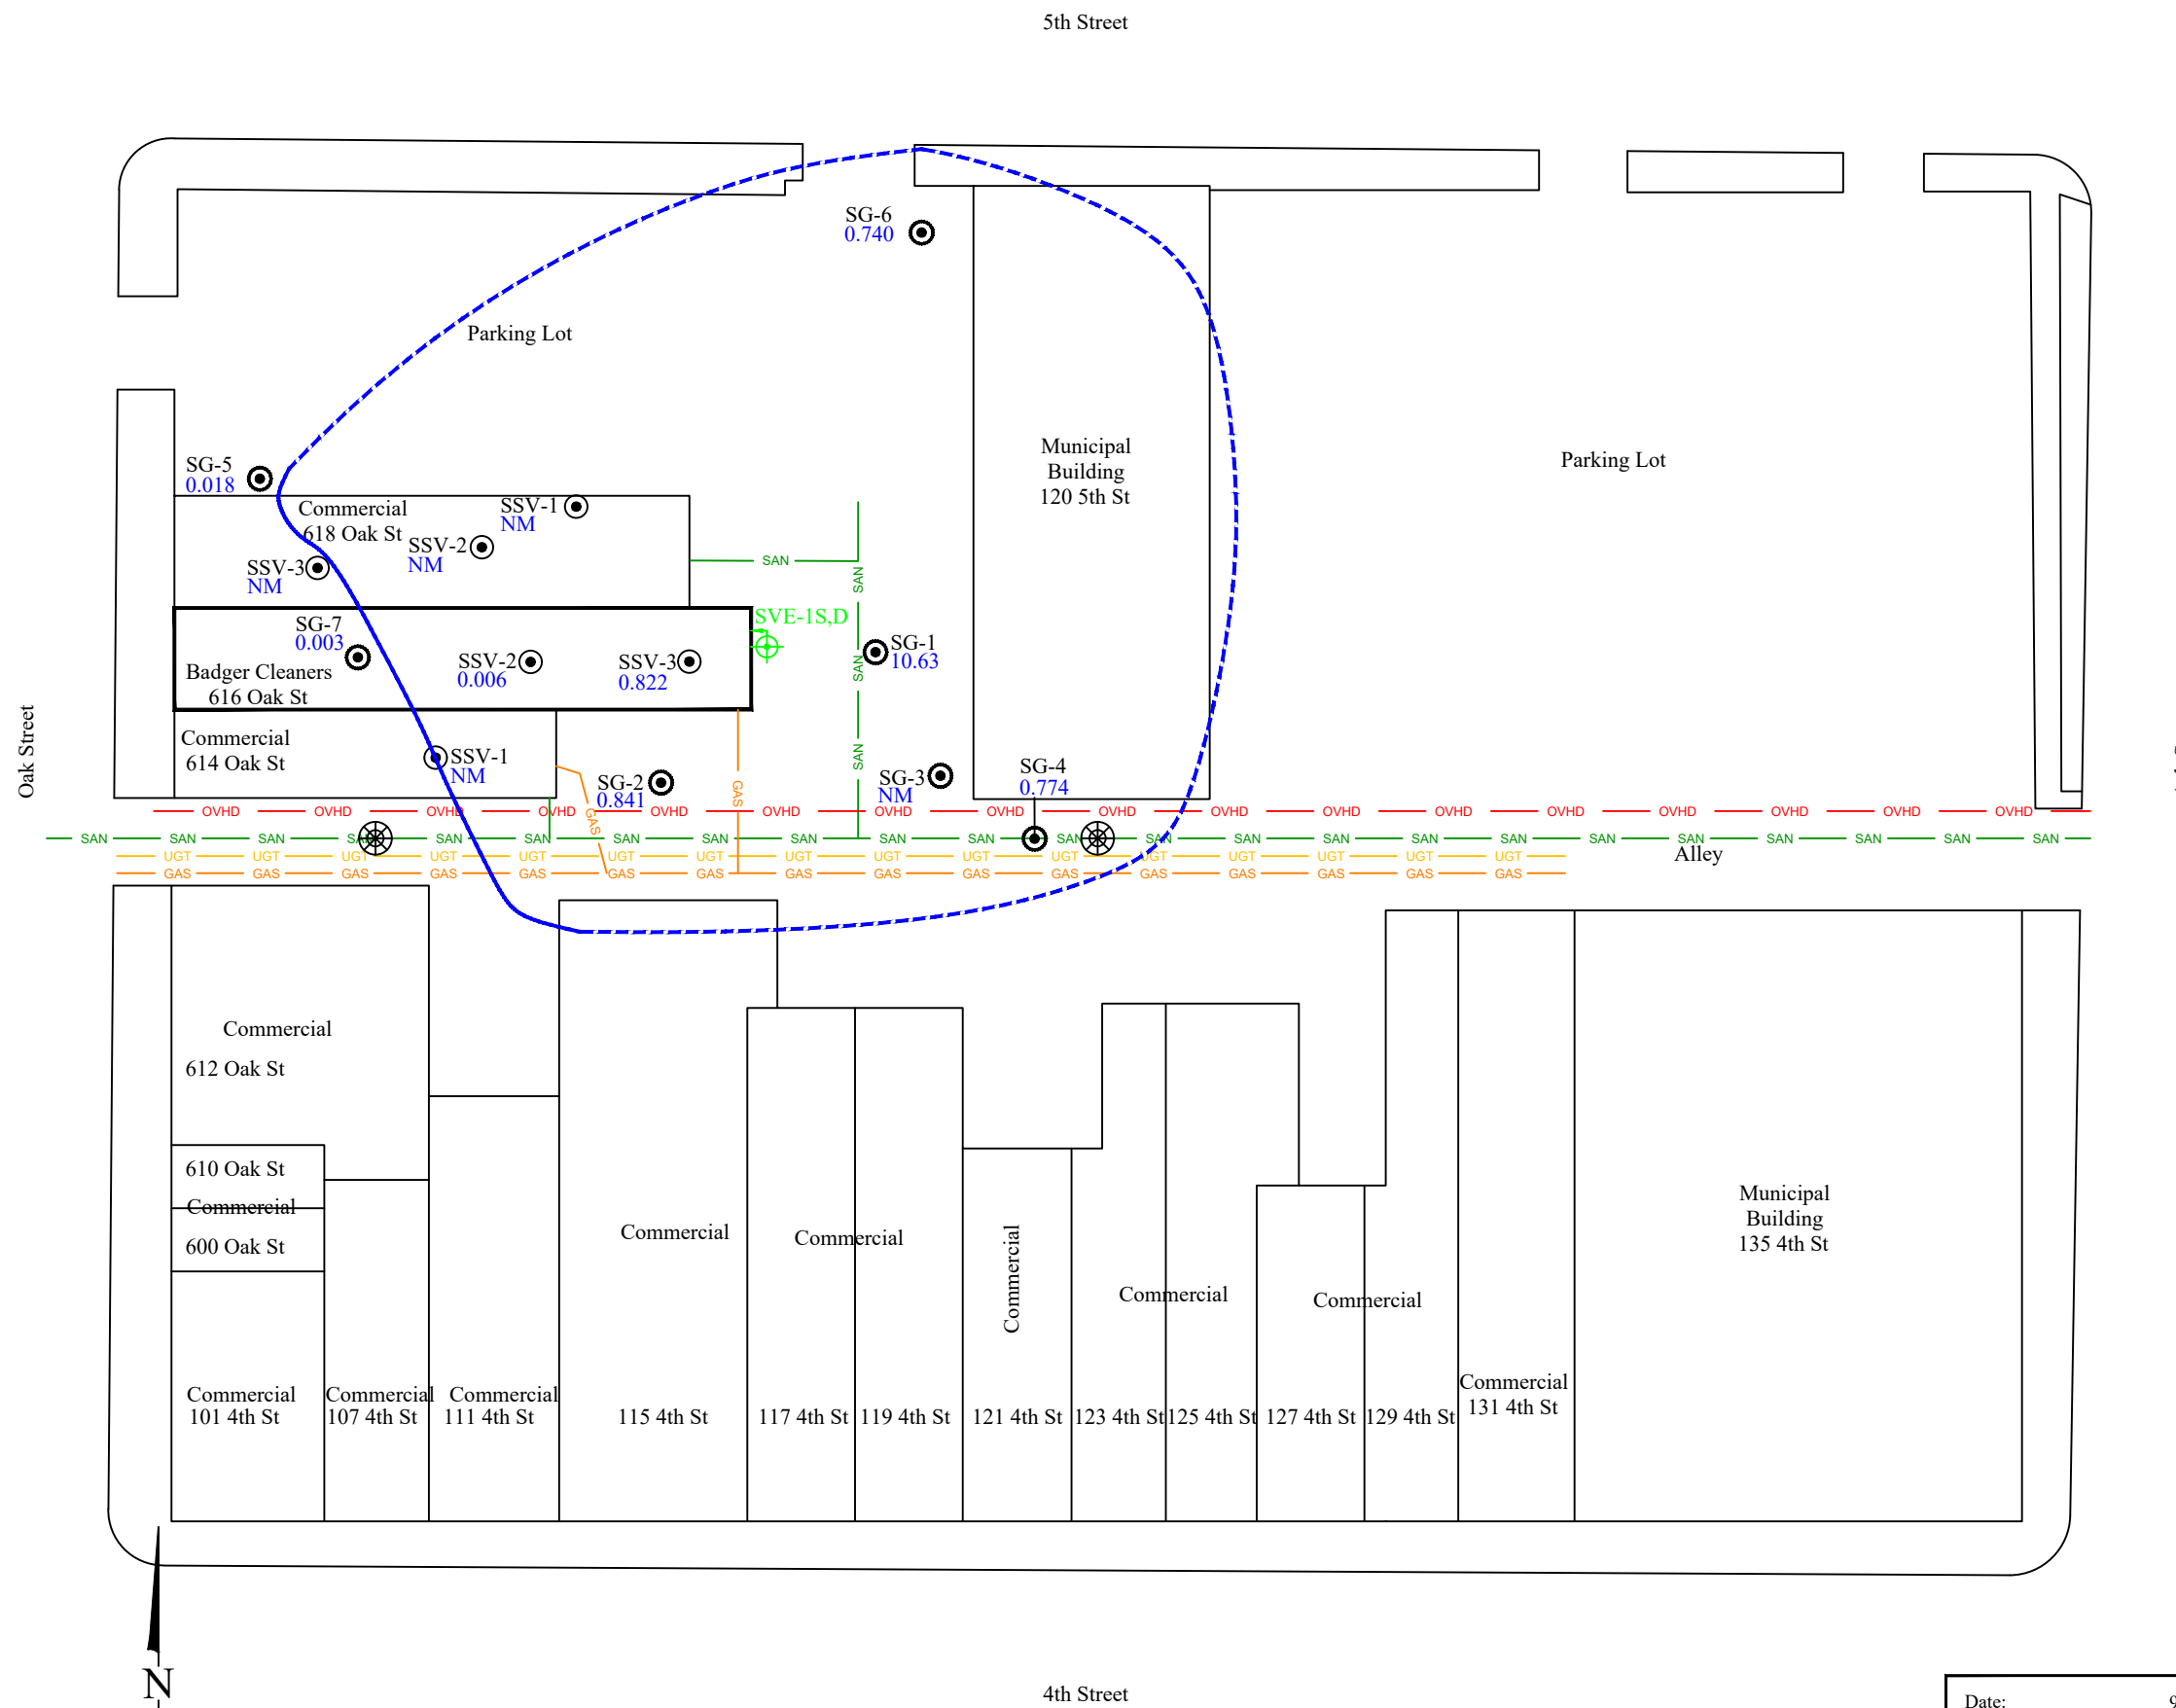 5th Street
SG-6
0.740
Parking Lot
Municipal
Building
120 5th St
Parking Lot
SG-5
0.018
Commercial
618 Oak St
SSV-1
NM
SSV-2
NM
SSV-3
NM
SAN
SAN
SVE-1S,D
SG-7
0.003
Badger Cleaners
616 Oak St
SSV-2
0.006
SSV-3
0.822
SG-1
10.63
SAN
Oak Street
Commercial
614 Oak St
SSV-1
NM
SG-2
0.841
GAS
GAS
SAN
SG-3
NM
SG-4
0.774
OVHD OVHD OVHD OVHD OVHD OVHD OVHD OVHD OVHD OVHD OVHD OVHD OVHD OVHD OVHD OVHD OVHD
SAN SAN SAN SAN SAN SAN SAN SAN SAN SAN SAN SAN SAN SAN SAN SAN SAN SAN SAN SAN SAN SAN SAN
UGT UGT UGT UGT UGT UGT UGT UGT UGT UGT UGT UGT UGT UGT UGT UGT
Alley
GAS GAS GAS GAS GAS GAS GAS GAS GAS GAS GAS GAS GAS GAS GAS GAS
Commercial
612 Oak St
610 Oak St
Commercial
600 Oak St
Commercial
101 4th St
Commercial
107 4th St
Commercial
111 4th St
Commercial
115 4th St
Commercial
117 4th St
119 4th St
Commercial
121 4th St
Commercial
123 4th St
125 4th St
Commercial
127 4th St
129 4th St
Commercial
131 4th St
Municipal
Building
135 4th St
N
4th Street
Date: